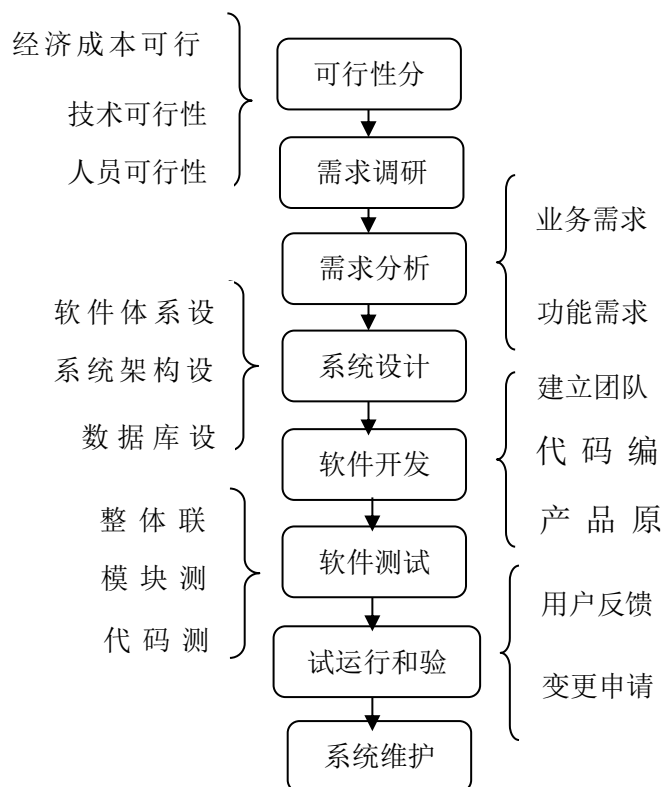 经济成本可行
可行性分
技术可行性
人员可行性
需求调研
业务需求
需求分析
软件体系设
功能需求
系统架构设
系统设计
建立团队
数据库设
软件开发
代码编
整体联
产品原
模块测
软件测试
用户反馈
代码测
试运行和验
变更申请
系统维护